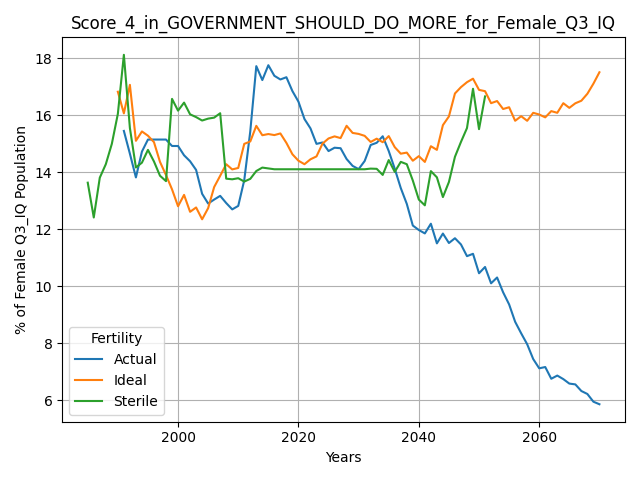 Score_4_in_GOVERNMENT_SHOULD_DO_MORE_for_Female_Q3_IQ
18
16
14
12
10
8
6
% of Female Q3_IQ Population
Fertility
Actual
Ideal
Sterile
2000
2020
2040
2060
Years